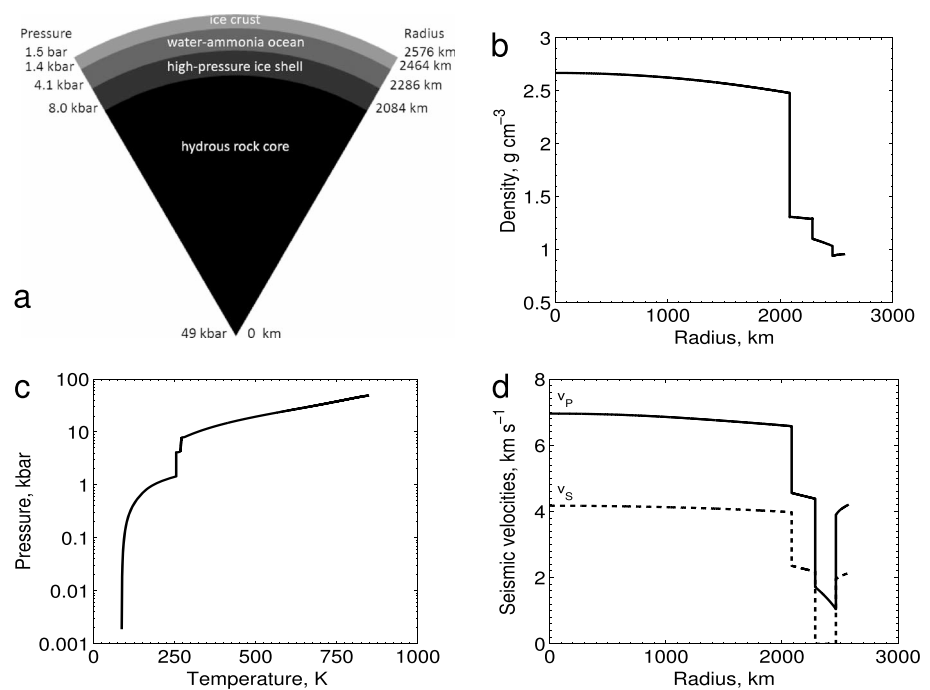 ice crust
Pressure
Radius
water-ammonia ocean
1.5 bar
2576 km
1.4 kbar
2464 km
high-pressure ice shell
4.1 kbar
2286 km
8.0 kbar
2084 km
hydrous rock core
a
49 kbar
0 km
b
3
2.5
2
1.5
1
0.5
Density, g cm⁻³
0
1000
2000
3000
Radius, km
c
100
10
1
0.1
0.01
0.001
Pressure, kbar
0
250
500
750
1000
Temperature, K
d
8
6
4
2
0
Seismic velocities, km s⁻¹
vP
vS
0
1000
2000
3000
Radius, km